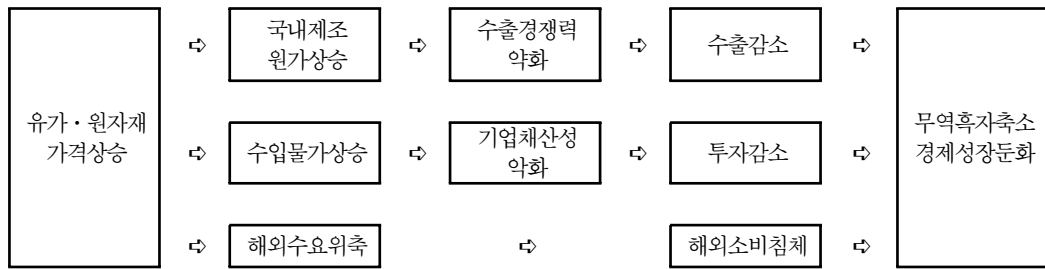 유가・원자재
가격상승
⇨
국내제조
원가상승
⇨
수출경쟁력
약화
⇨
수출감소
⇨
⇨
수입물가상승
⇨
기업채산성
악화
⇨
투자감소
⇨
⇨
해외수요위축
⇨
해외소비침체
⇨
무역흑자축소
경제성장둔화